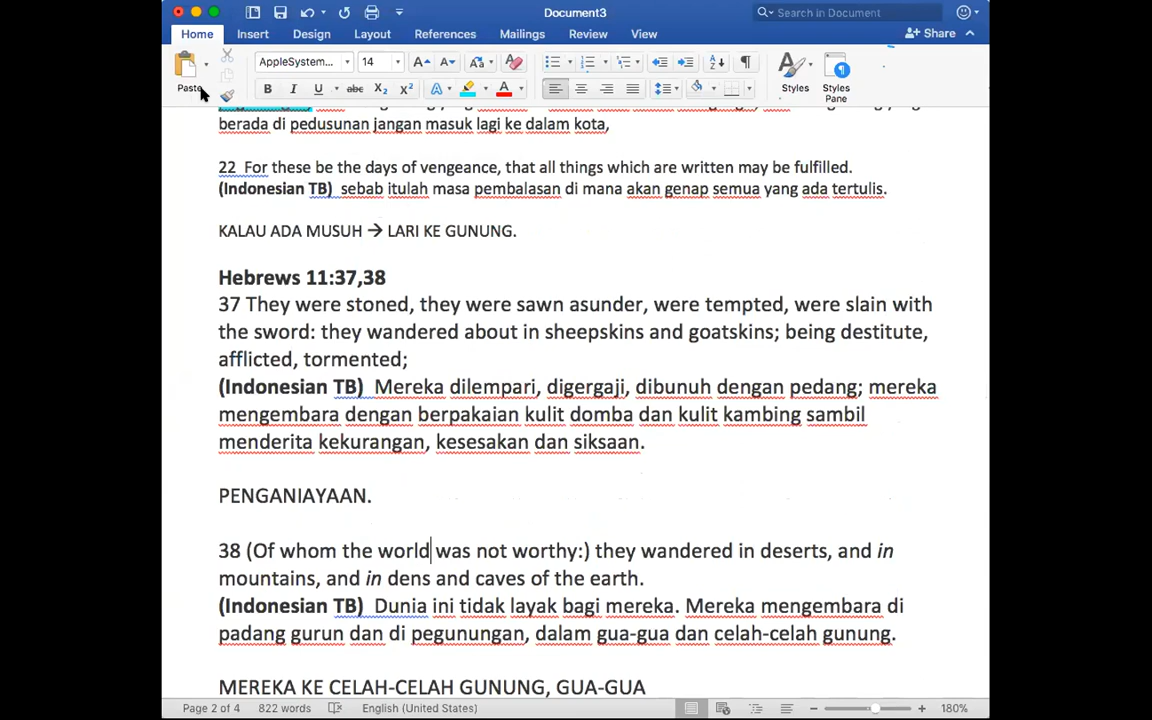 Document3
Search in Document
Home Insert Design Layout References Mailings Review View Share
Paste
AppleSystem... 14
B I U abc X2 X2 A A
Styles Styles Pane
berada di pedusunan jangan masuk lagi ke dalam kota,
22 For these be the days of vengeance, that all things which are written may be fulfilled.
(Indonesian TB) sebab itulah masa pembalasan di mana akan genap semua yang ada tertulis.
KALAU ADA MUSUH → LARI KE GUNUNG.
Hebrews 11:37,38
37 They were stoned, they were sawn asunder, were tempted, were slain with
the sword: they wandered about in sheepskins and goatskins; being destitute,
afflicted, tormented;
(Indonesian TB) Mereka dilempari, digergaji, dibunuh dengan pedang; mereka
mengembara dengan berpakaian kulit domba dan kulit kambing sambil
menderita kekurangan, kesesakan dan siksaan.
PENGANIAYAAN.
38 (Of whom the world was not worthy:) they wandered in deserts, and in
mountains, and in dens and caves of the earth.
(Indonesian TB) Dunia ini tidak layak bagi mereka. Mereka mengembara di
padang gurun dan di pegunungan, dalam gua-gua dan celah-celah gunung.
MEREKA KE CELAH-CELAH GUNUNG, GUA-GUA
Page 2 of 4 822 words English (United States) 180%